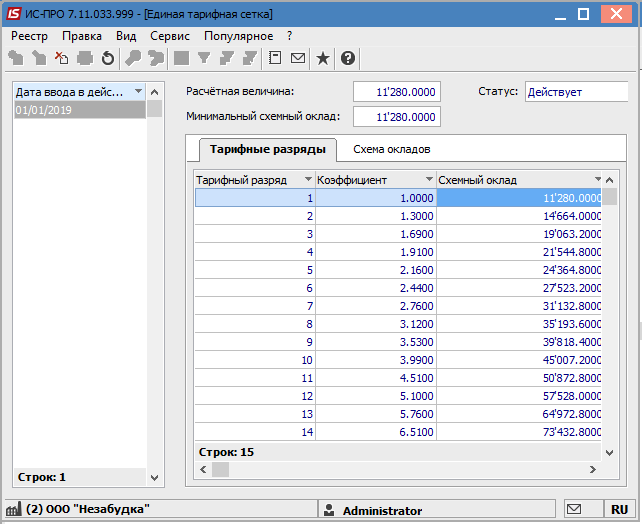 IS ИС-ПРО 7.11.033.999 - [Единая тарифная сетка]
Реестр Правка Вид Сервис Популярное ?
Дата ввода в дейс...
01/01/2019
Строк: 1
Расчётная величина: 11'280.0000 Статус: Действует
Минимальный схемный оклад: 11'280.0000
Тарифные разряды Схема окладов
Тарифный разряд Коэффициент Схемный оклад
1 1.0000 11'280.0000
2 1.3000 14'664.0000
3 1.6900 19'063.2000
4 1.9100 21'544.8000
5 2.1600 24'364.8000
6 2.4400 27'523.2000
7 2.7600 31'132.8000
8 3.1200 35'193.6000
9 3.5300 39'818.4000
10 3.9900 45'007.2000
11 4.5100 50'872.8000
12 5.1000 57'528.0000
13 5.7600 64'972.8000
14 6.5100 73'432.8000
Строк: 15
(2) ООО "Незабудка" Administrator RU